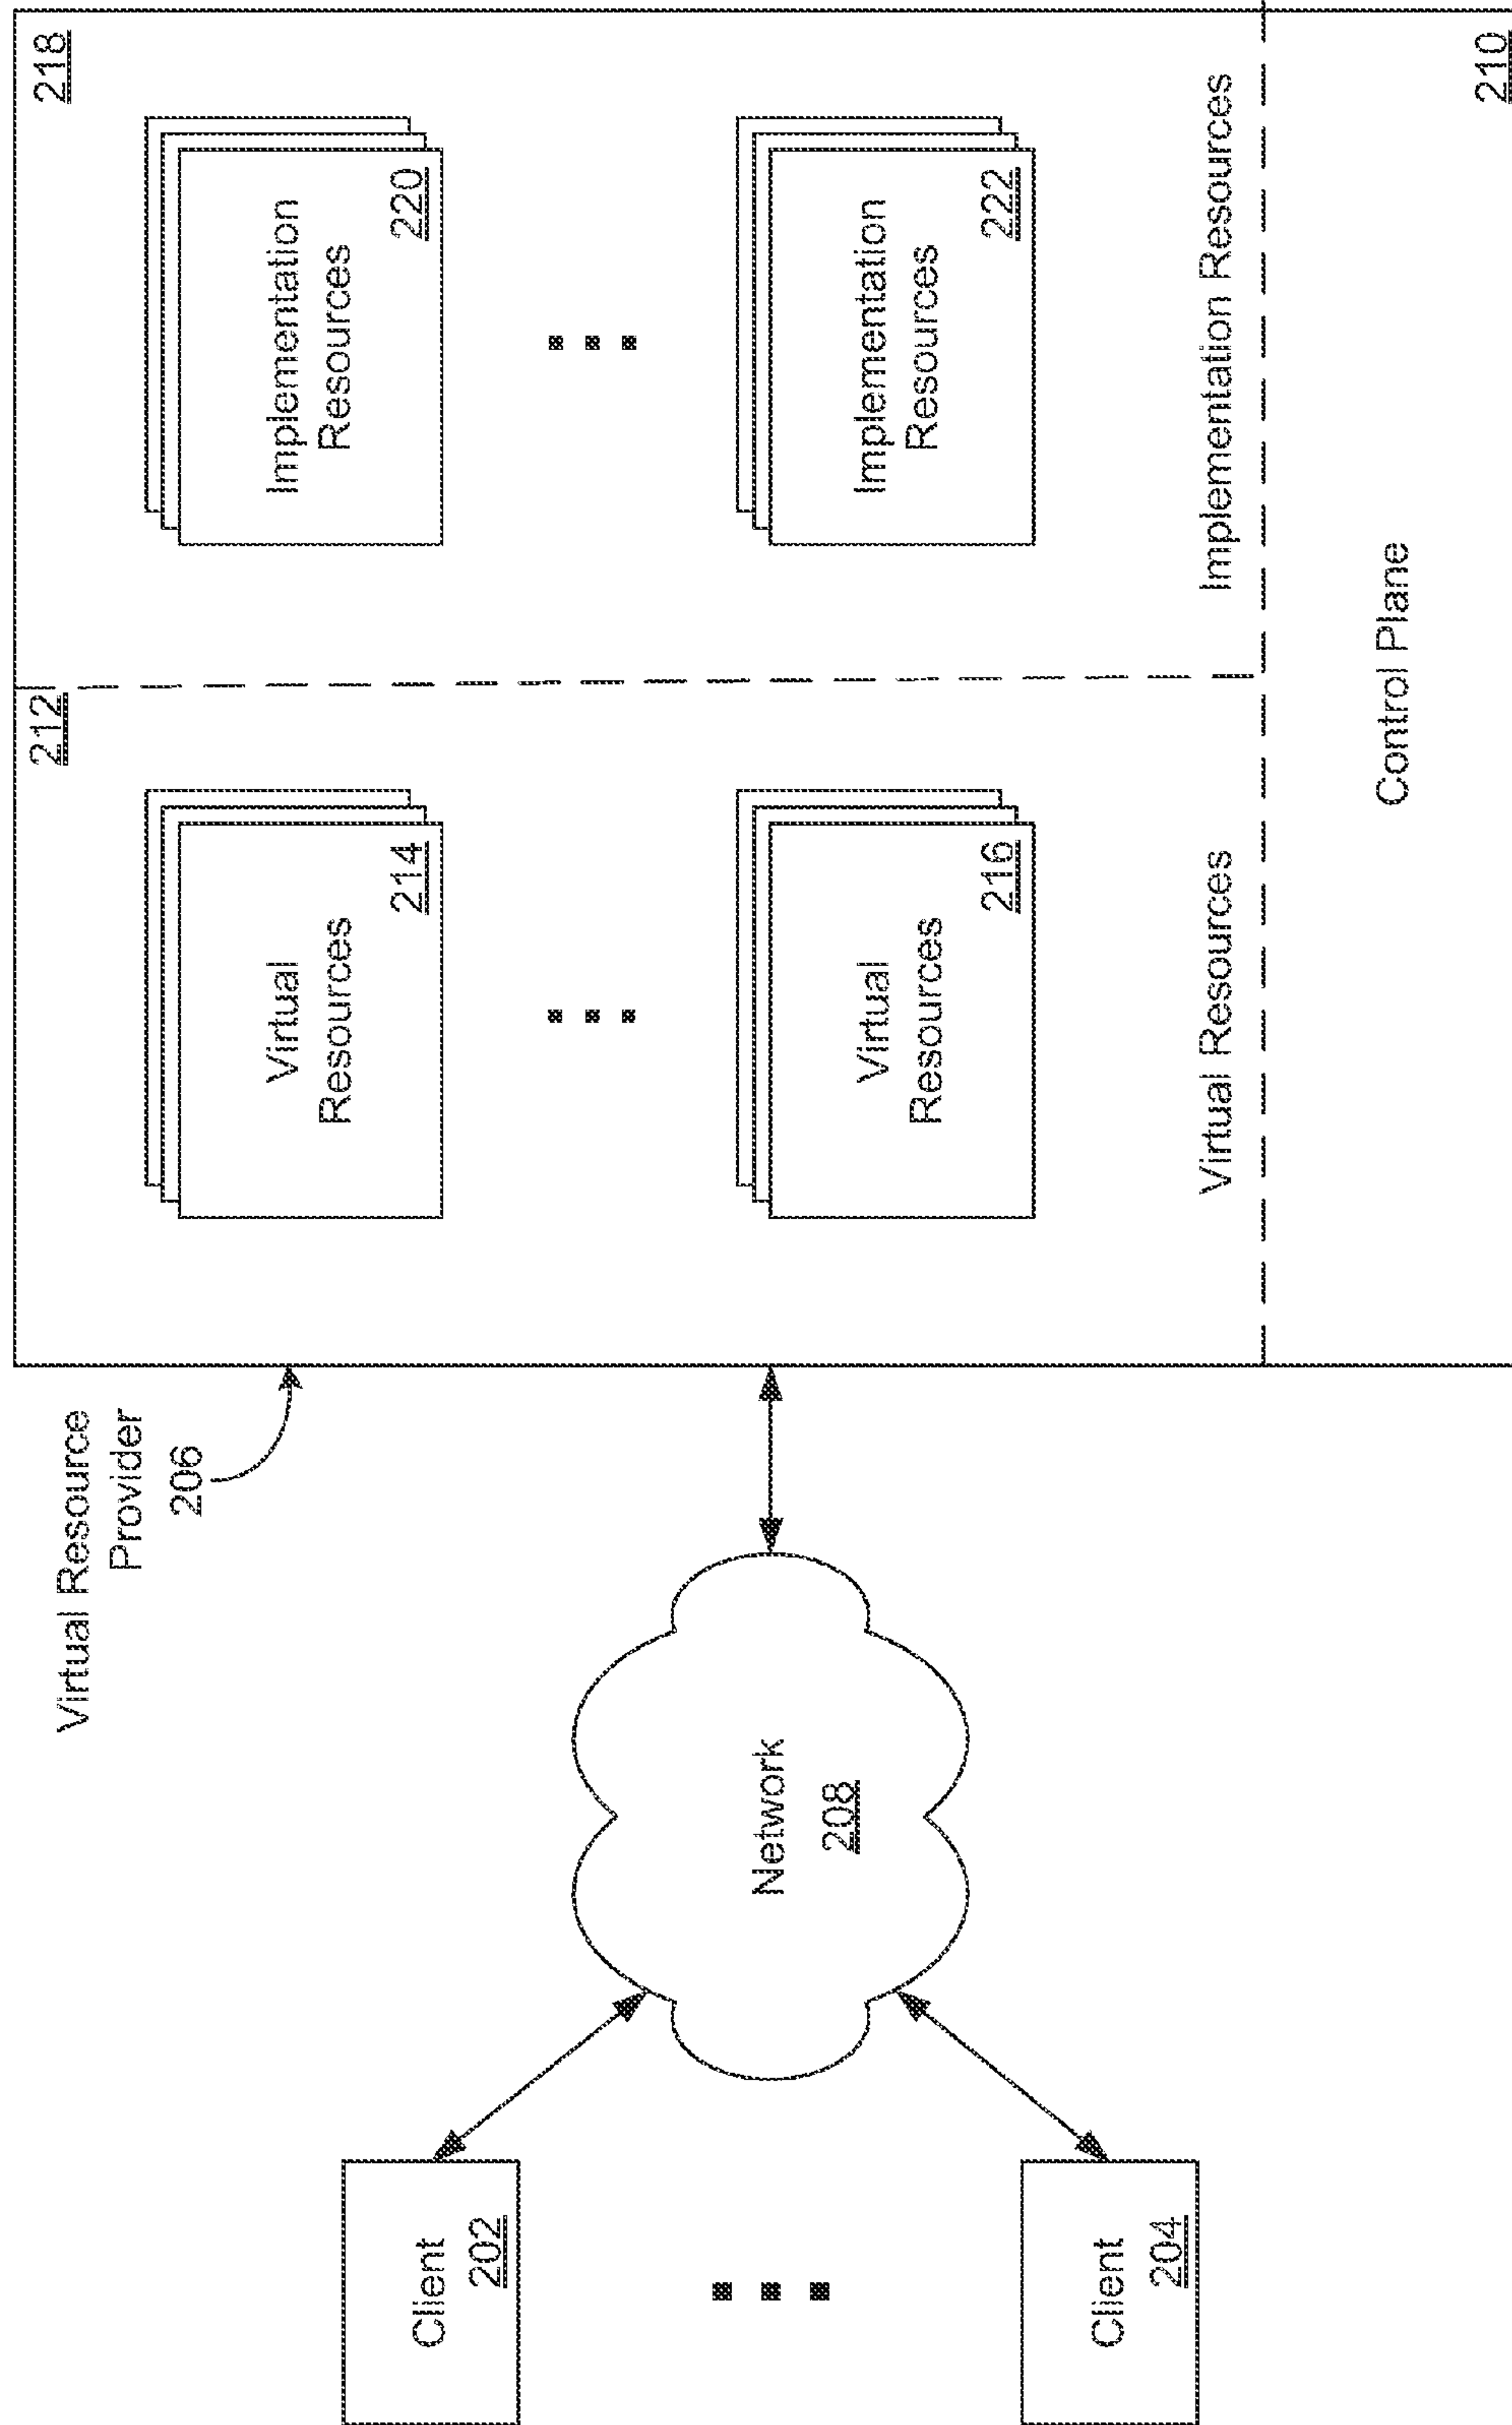 Client
202
Client
204
Network
208
Virtual Resource
Provider
206
212
Virtual
Resources
214
Virtual
Resources
216
Virtual Resources
218
Implementation
Resources
220
Implementation
Resources
222
Implementation Resources
Control Plane
210